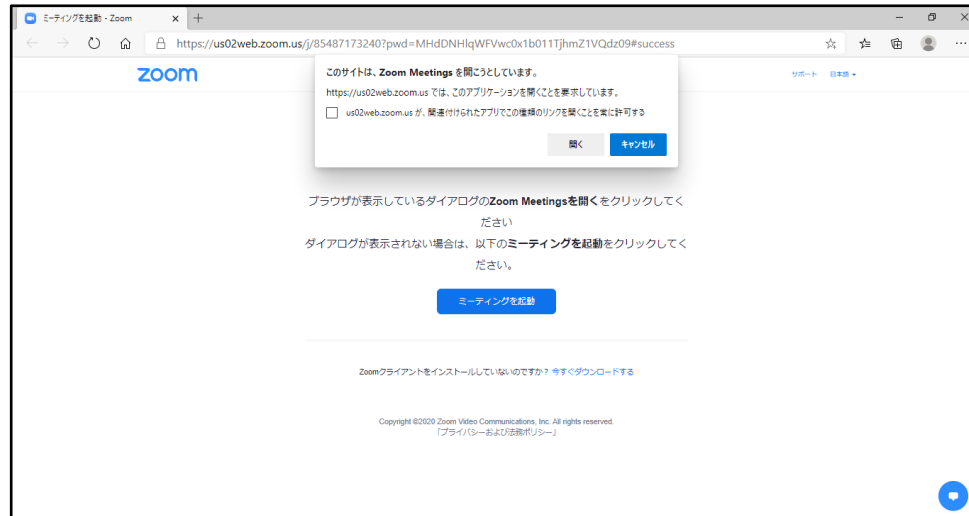 ミーティングを起動 - Zoom
https://us02web.zoom.us/j/85487173240?pwd=MHdDNHlqWFVwc0x1b011TjhmZ1VQdz09#success
zoom
サポート 日本語
このサイトは、Zoom Meetings を開こうとしています。
https://us02web.zoom.us では、このアプリケーションを開くことを要求しています。
us02web.zoom.us が、関連付けられたアプリでこの種類のリンクを開くことを常に許可する
開く キャンセル
ブラウザが表示しているダイアログのZoom Meetingsを開くをクリックしてく
ださい
ダイアログが表示されない場合は、以下のミーティングを起動をクリックしてく
ださい。
ミーティングを起動
Zoomクライアントをインストールしていないのですか？ 今すぐダウンロードする
Copyright ©2020 Zoom Video Communications, Inc. All rights reserved.
「プライバシーおよび法務ポリシー」